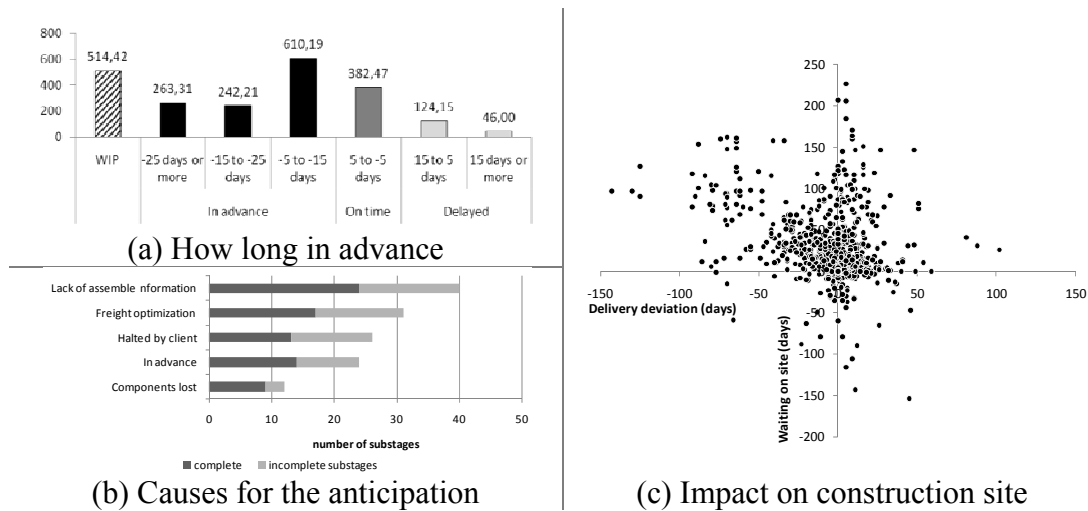 800
600
400
200
0
514,42
263,31
242,21
610,19
382,47
124,15
46,00
WIP
-25 days or more
-15 to -25 days
-5 to -15 days
5 to -5 days
15 to 5 days
15 days or more
In advance
On time
Delayed
(a) How long in advance
Lack of assemble nformation
Freight optimization
Halted by client
In advance
Components lost
0 10 20 30 40 50
number of substages
complete
incomplete substages
(b) Causes for the anticipation
250
200
150
100
50
0
-50
-100
-150
-200
-150 -100 -50 0 50 100 150
Delivery deviation (days)
Waiting on site (days)
(c) Impact on construction site